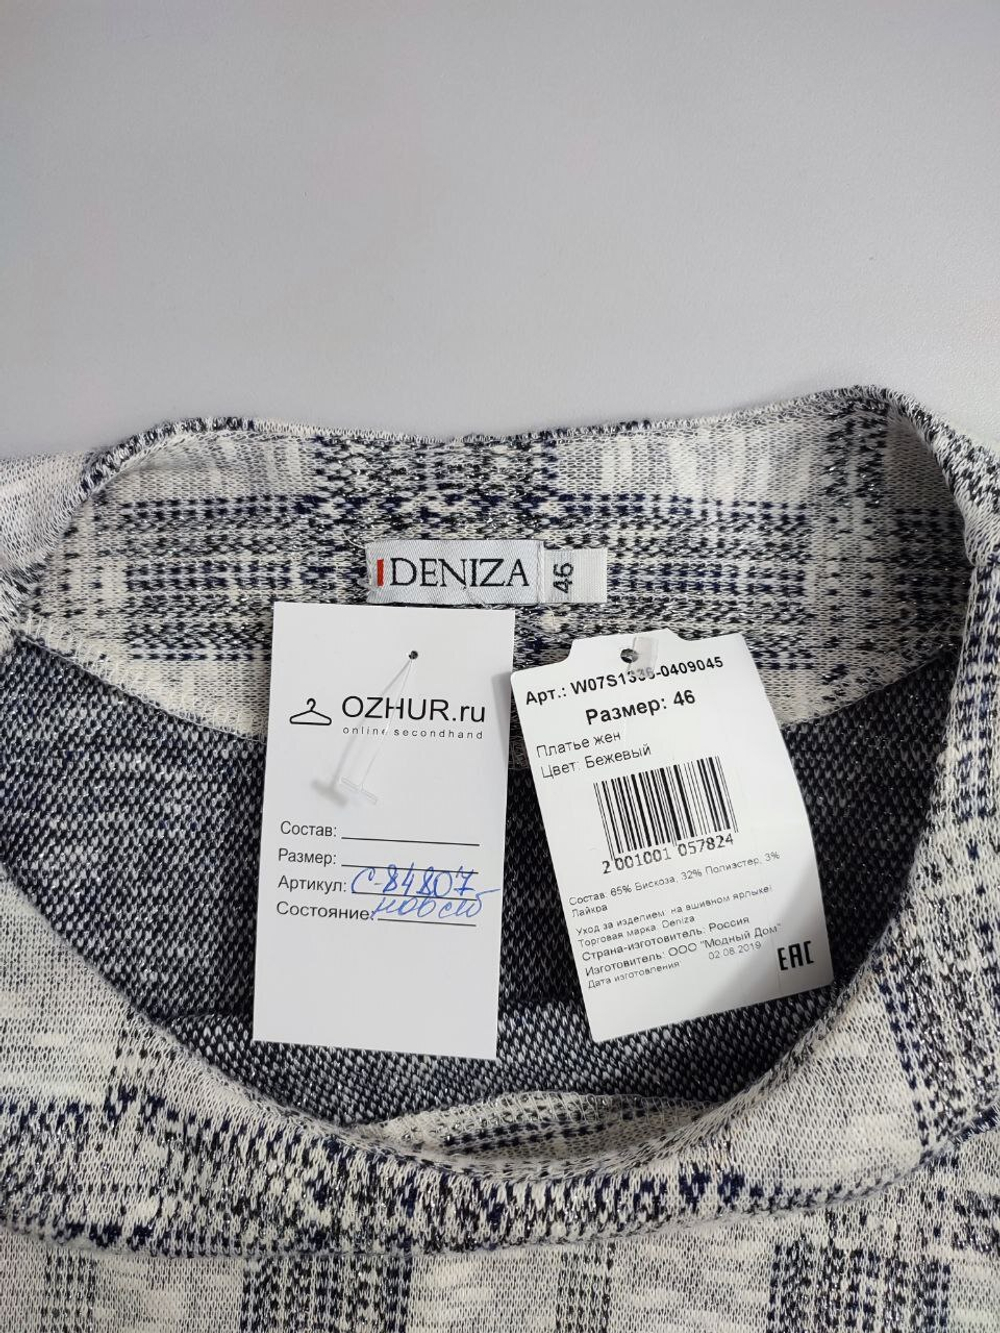 DENIZA
46
OZHUR.ru
online secondhand
Состав:
Размер:
Артикул: С-84807
Состояние:
Арт.: W07S1336-0409045
Размер: 46
Платье жен
Цвет: Бежевый
2 001001 057824
Состав: 65% Вискоза, 32% Полиэстер, 3%
Лайкра
Уход за изделием: на вшивном ярлыке
Торговая марка: Deniza
Страна-изготовитель: Россия
Изготовитель: ООО "Модный Дом"
Дата изготовления 02.08.2019
EAC